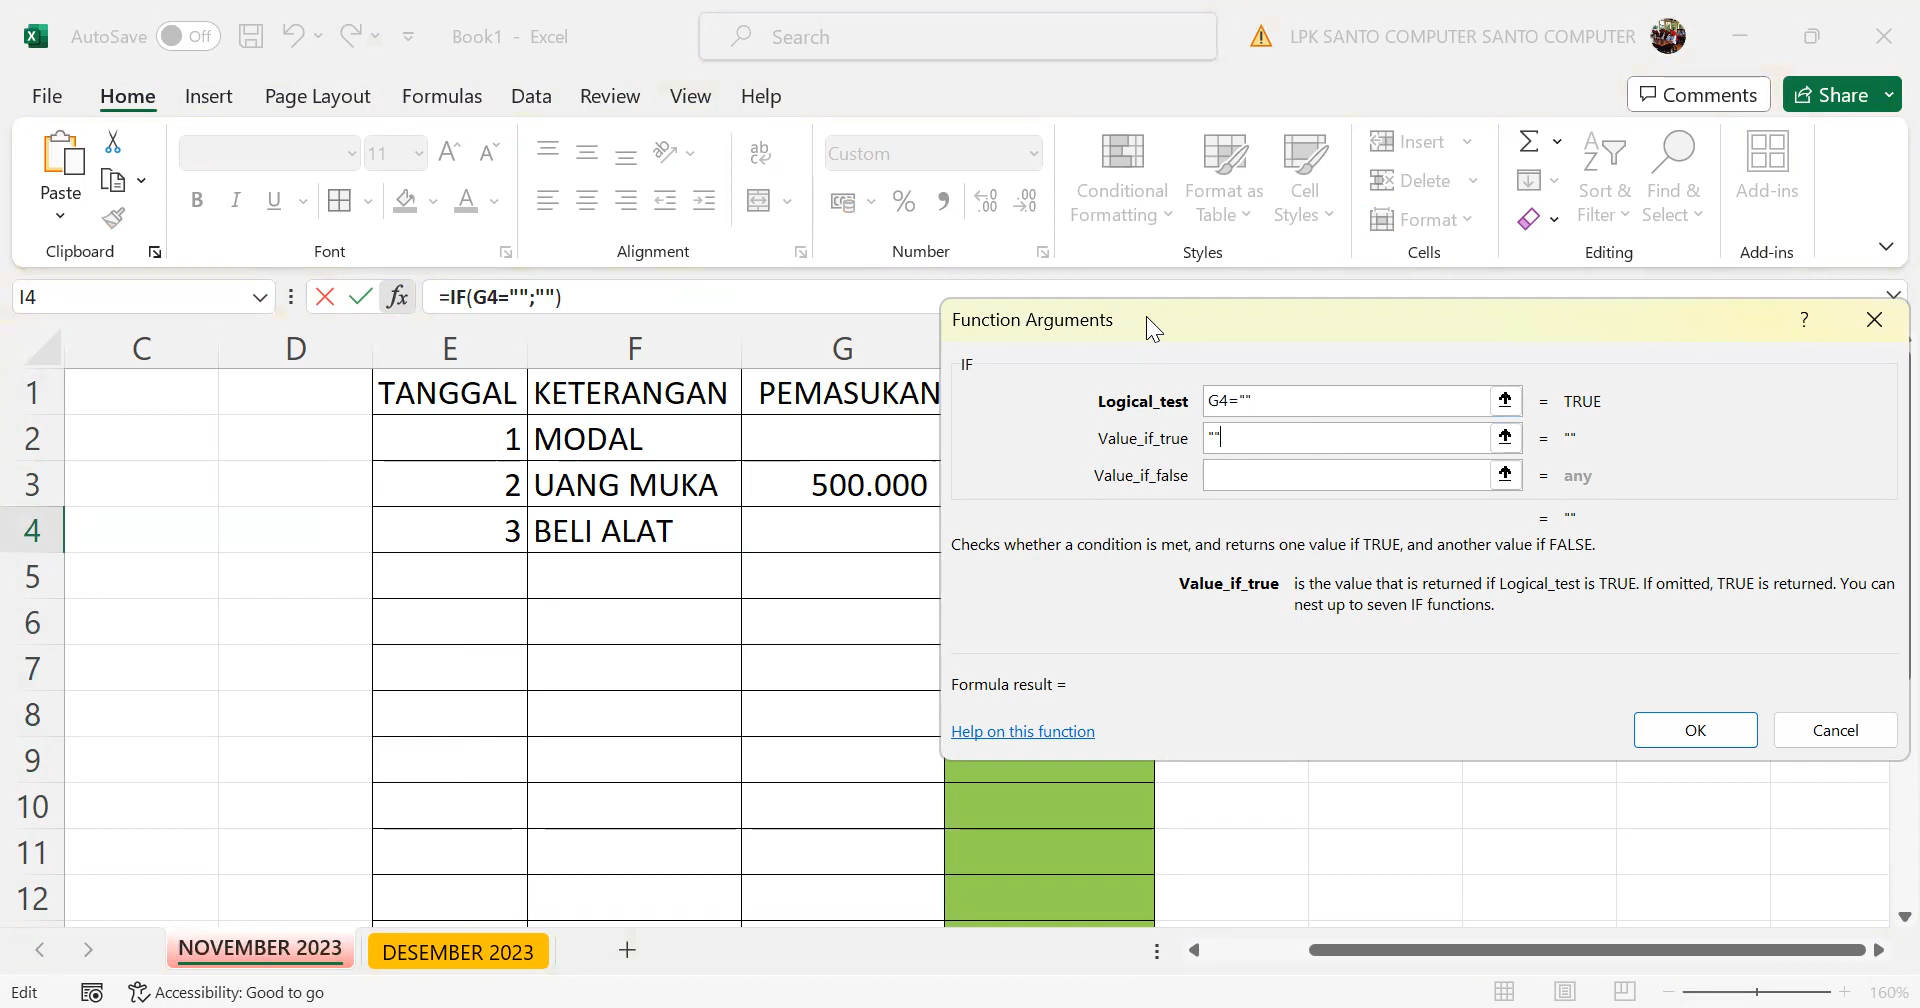 AutoSave Off Book1 - Excel Search LPK SANTO COMPUTER SANTO COMPUTER
File Home Insert Page Layout Formulas Data Review View Help Comments Share
Paste
Clipboard
11
B I U A
Font
ab
Alignment
Custom
% , .00
Number
Conditional Formatting
Format as Table
Cell Styles
Styles
Insert
Delete
Format
Cells
Sort & Filter
Find & Select
Editing
Add-ins
Add-ins
I4 fx =IF(G4="";"")
C D E F G
1 TANGGAL KETERANGAN PEMASUKAN
2 1 MODAL
3 2 UANG MUKA 500.000
4 3 BELI ALAT
5
6
7
8
9
10
11
12
Function Arguments ?
IF
Logical_test G4="" = TRUE
Value_if_true "" = ""
Value_if_false = any
= ""
Checks whether a condition is met, and returns one value if TRUE, and another value if FALSE.
Value_if_true is the value that is returned if Logical_test is TRUE. If omitted, TRUE is returned. You can
nest up to seven IF functions.
Formula result =
Help on this function OK Cancel
NOVEMBER 2023 DESEMBER 2023
Edit Accessibility: Good to go 160%